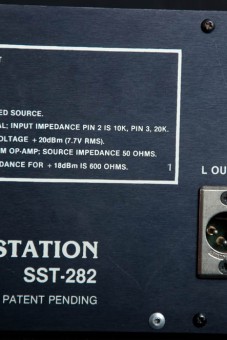 ED SOURCE.
AL; INPUT IMPEDANCE PIN 2 IS 10K, PIN 3, 20K.
OLTAGE +20dBm (7.7V RMS).
M OP-AMP; SOURCE IMPEDANCE 50 OHMS.
DANCE FOR +18dBm IS 600 OHMS.
1
L OU
STATION
SST-282
PATENT PENDING